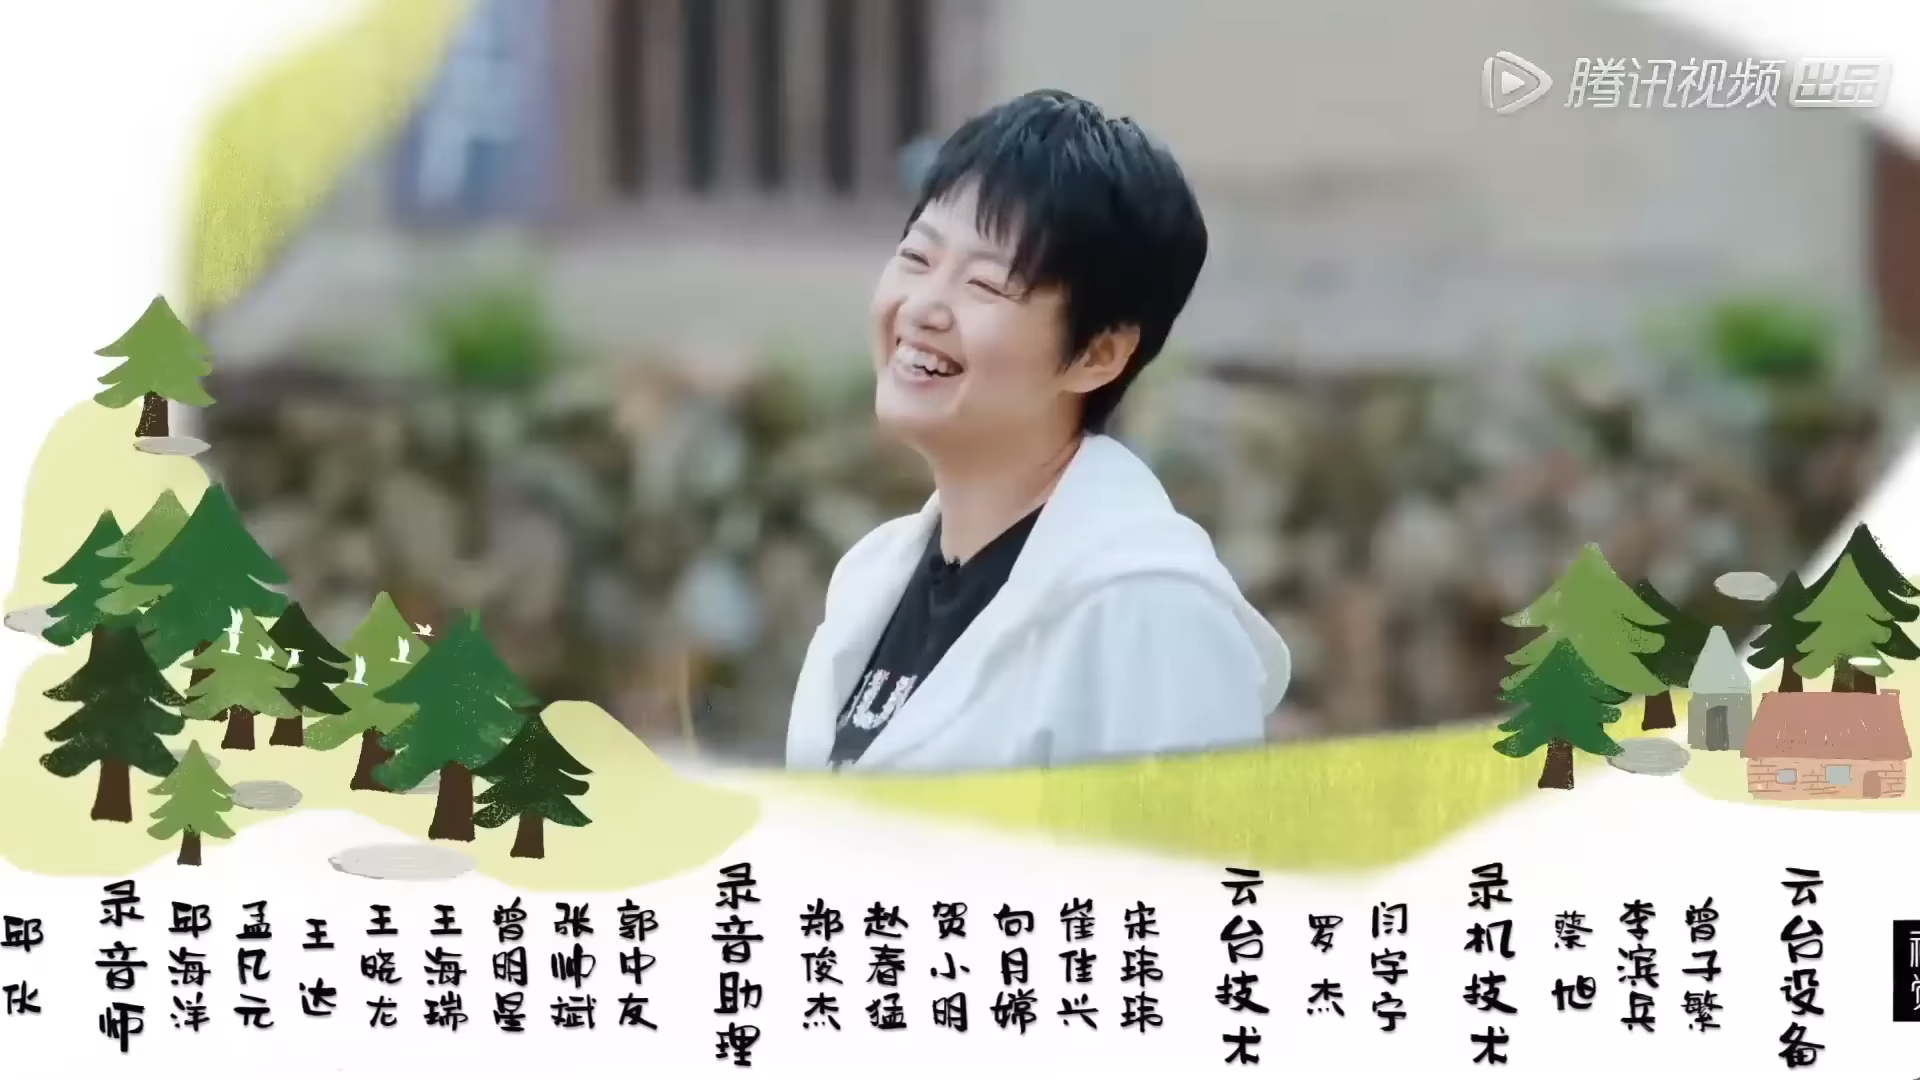 腾讯视频 出品
邱 伙
录音师
邱海洋
孟凡元
王 达
王晓龙
王海瑞
曾明星
张帅斌
郭中友
录音助理
郑俊杰
赵春猛
贺小明
向月嫦
崔佳兴
宋玮玮
云台技术
罗 杰
闫宇宁
录机技术
蔡 旭
李滨兵
曾子繁
云台设备